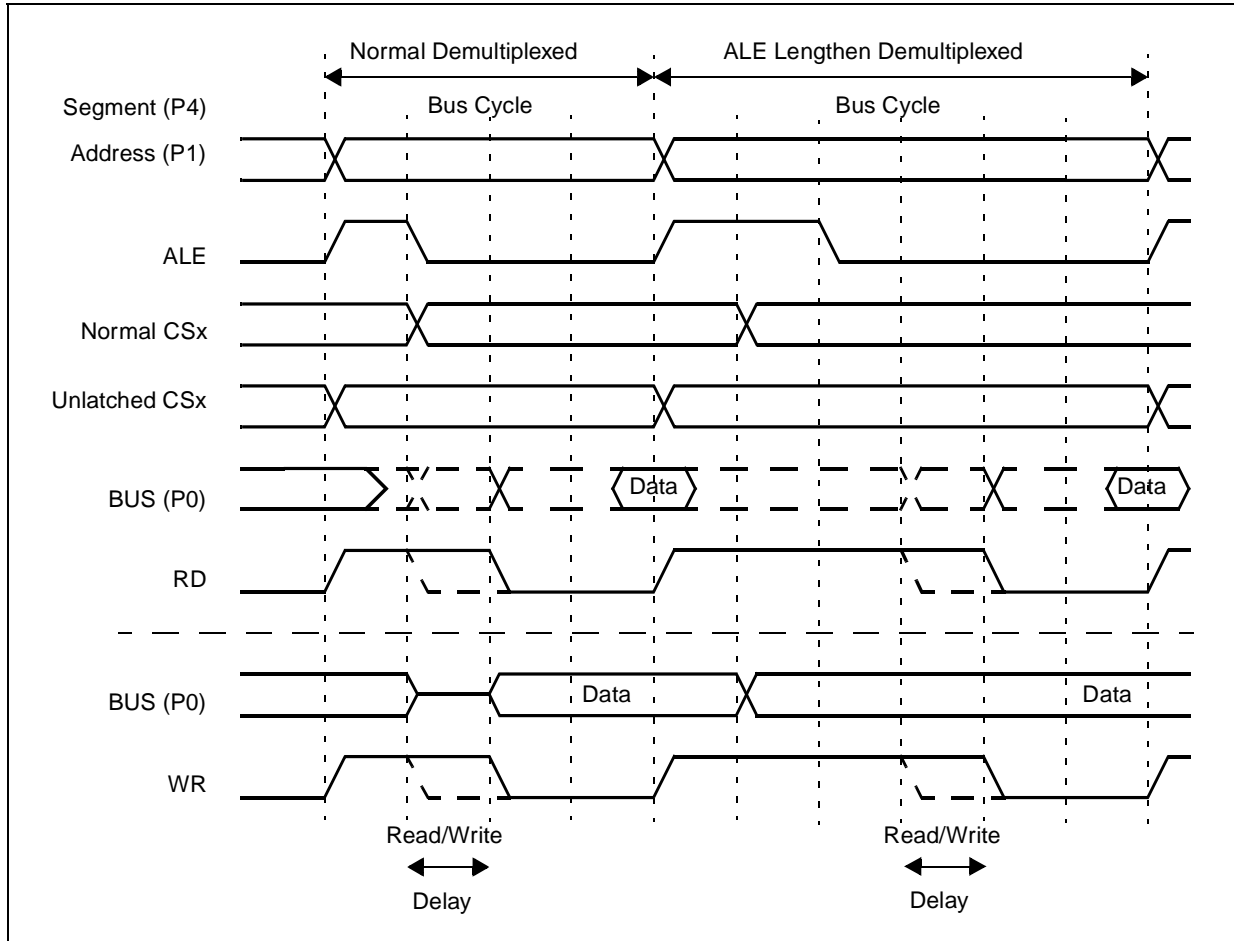 Normal Demultiplexed
ALE Lengthen Demultiplexed
Bus Cycle
Bus Cycle
Segment (P4)
Address (P1)
ALE
Normal CSx
Unlatched CSx
BUS (P0)
Data
Data
RD
BUS (P0)
Data
Data
WR
Read/Write
Delay
Read/Write
Delay